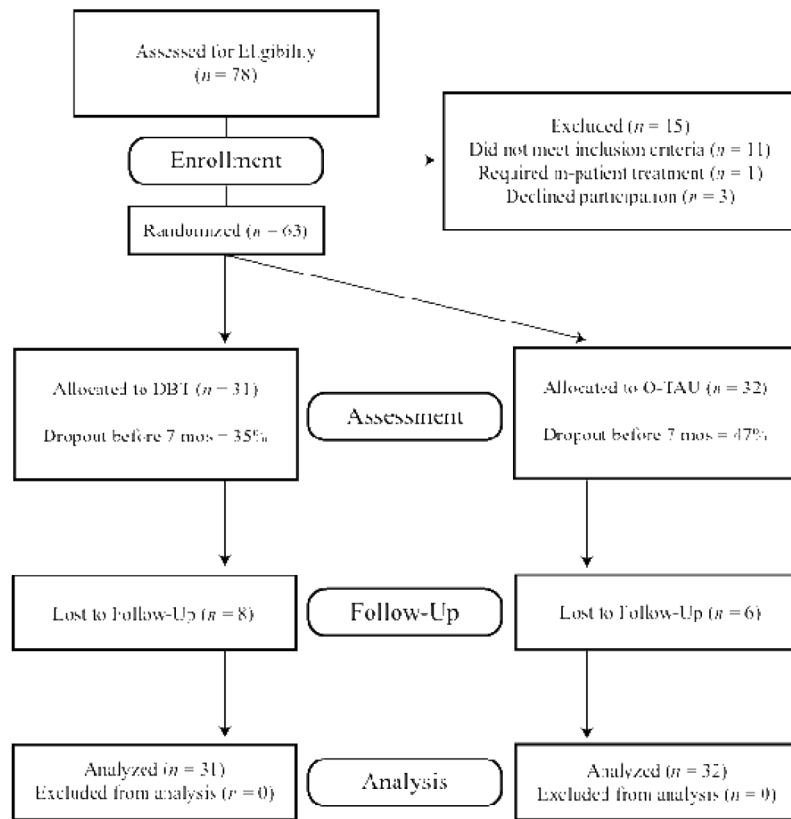 Assessed for Eligibility
(n = 78)
Excluded (n = 15)
Did not meet inclusion criteria (n = 11)
Required in-patient treatment (n = 1)
Declined participation (n = 3)
Enrollment
Randomized (n = 63)
Allocated to DBT (n = 31)
Dropout before 7 mos = 35%
Assessment
Allocated to O-TAU (n = 32)
Dropout before 7 mos = 47%
Lost to Follow-Up (n = 8)
Follow-Up
Lost to Follow-Up (n = 6)
Analyzed (n = 31)
Excluded from analysis (n = 0)
Analysis
Analyzed (n = 32)
Excluded from analysis (n = 0)